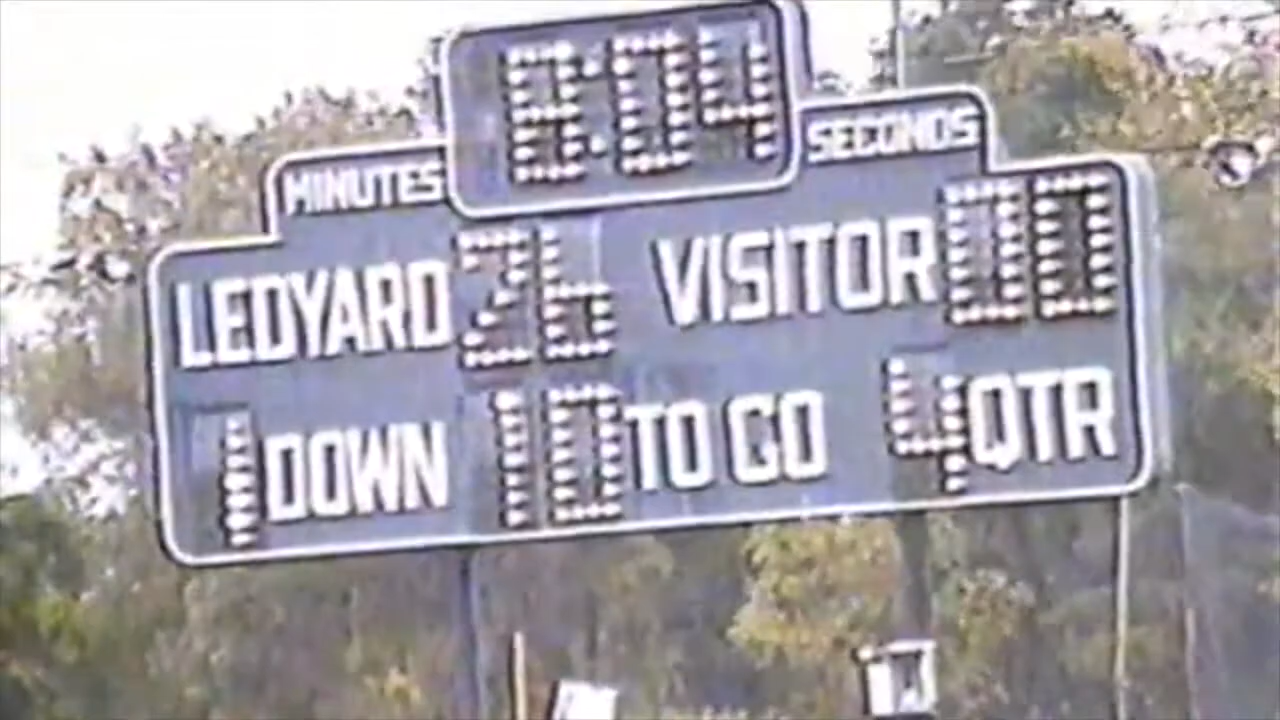 8:04
MINUTES SECONDS
LEDYARD 26 VISITOR 00
1 DOWN 10 TO GO 4 QTR